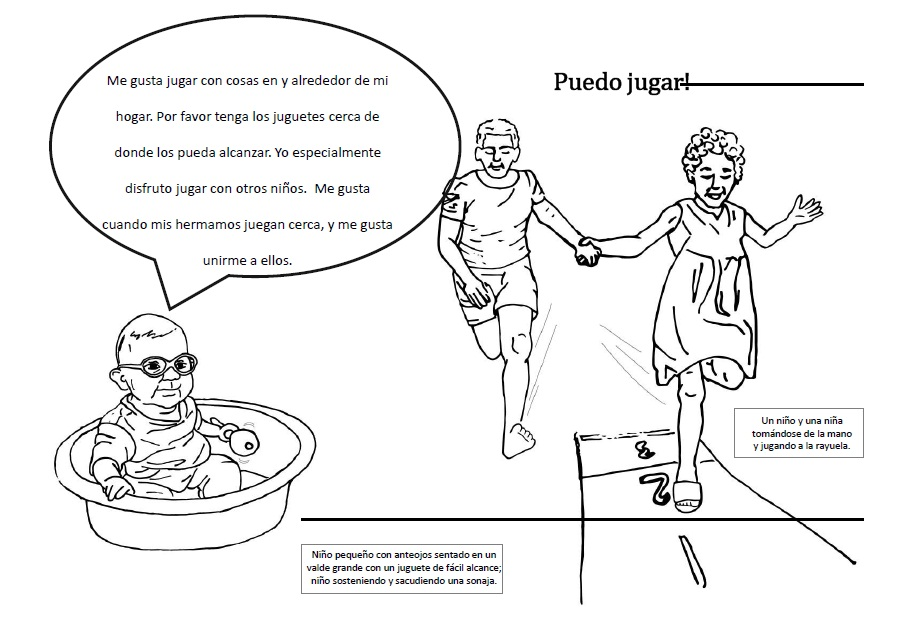 Puedo jugar!
Me gusta jugar con cosas en y alrededor de mi
hogar. Por favor tenga los juguetes cerca de
donde los pueda alcanzar. Yo especialmente
disfruto jugar con otros niños.  Me gusta
cuando mis hermamos juegan cerca, y me gusta
unirme a ellos.
Un niño y una niña
tomándose de la mano
y jugando a la rayuela.
8
7
Niño pequeño con anteojos sentado en un
valde grande con un juguete de fácil alcance;
niño sosteniendo y sacudiendo una sonaja.